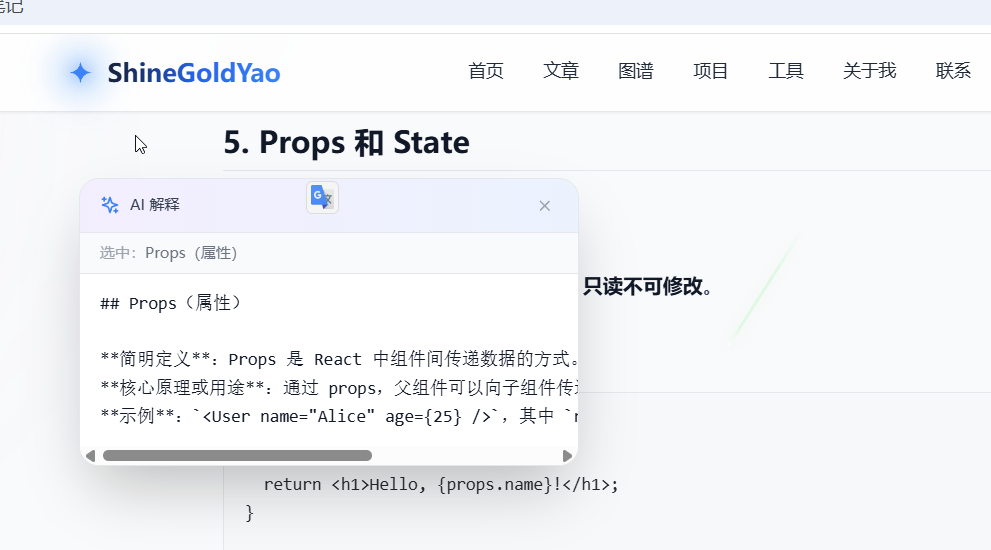 笔记
ShineGoldYao
首页 文章 图谱 项目 工具 关于我 联系
5. Props 和 State
AI 解释
选中：Props（属性）
只读不可修改。
## Props（属性）
**简明定义**：Props 是 React 中组件间传递数据的方式。
**核心原理或用途**：通过 props，父组件可以向子组件传
**示例**：`<User name="Alice" age={25} />`，其中 `
return <h1>Hello, {props.name}!</h1>;
}